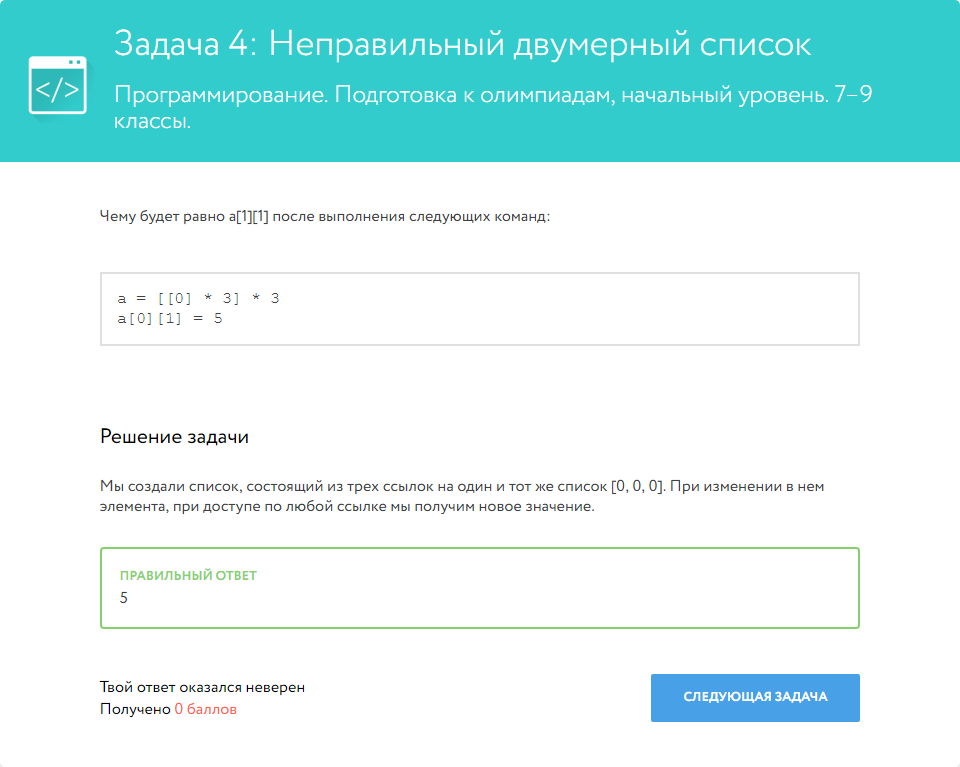 </>
Задача 4: Неправильный двумерный список
Программирование. Подготовка к олимпиадам, начальный уровень. 7–9
классы.
Чему будет равно a[1][1] после выполнения следующих команд:
a = [[0] * 3] * 3
a[0][1] = 5
Решение задачи
Мы создали список, состоящий из трех ссылок на один и тот же список [0, 0, 0]. При изменении в нем
элемента, при доступе по любой ссылке мы получим новое значение.
ПРАВИЛЬНЫЙ ОТВЕТ
5
Твой ответ оказался неверен
Получено 0 баллов
СЛЕДУЮЩАЯ ЗАДАЧА